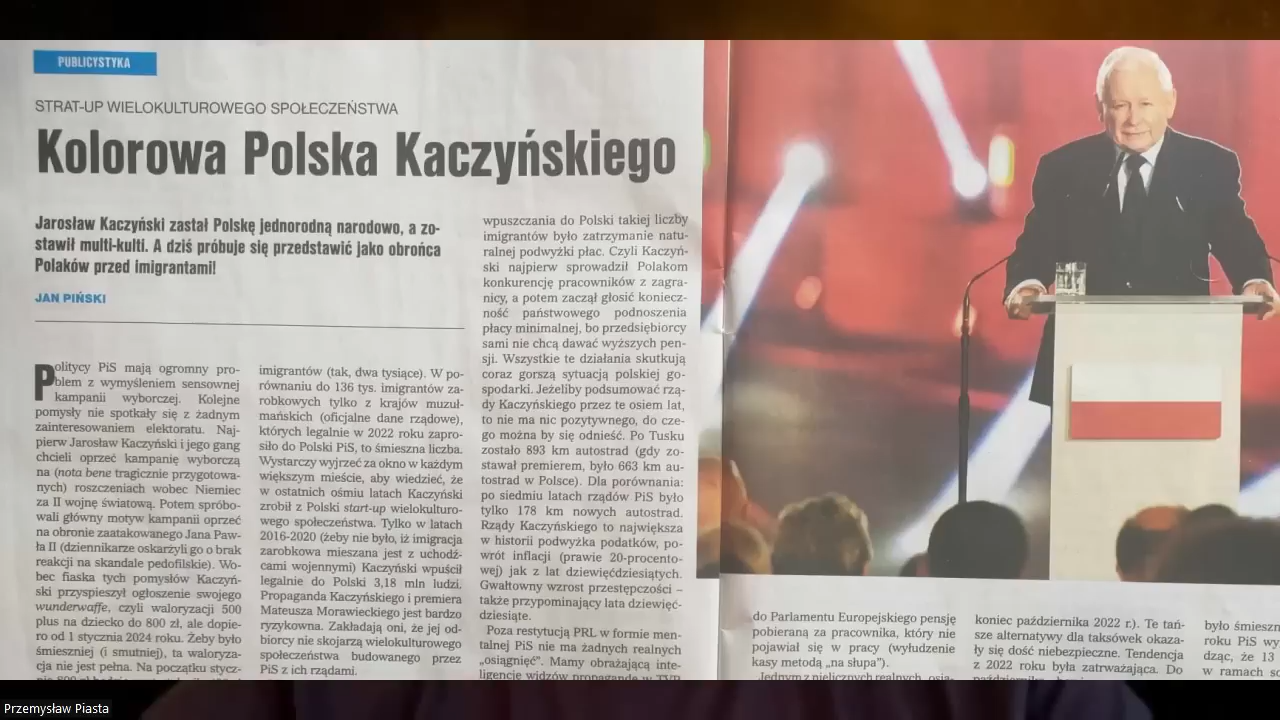 PUBLICYSTYKA
STRAT-UP WIELOKULTUROWEGO SPOŁECZEŃSTWA
Kolorowa Polska Kaczyńskiego
Jarosław Kaczyński zastał Polskę jednorodną narodowo, a zo-
stawił multi-kulti. A dziś próbuje się przedstawić jako obrońca
Polaków przed imigrantami!
JAN PIŃSKI
Politycy PiS mają ogromny pro-
blem z wymyśleniem sensownej
kampanii wyborczej. Kolejne
pomysły nie spotkały się z żadnym
zainteresowaniem elektoratu. Naj-
pierw Jarosław Kaczyński i jego gang
chcieli oprzeć kampanię wyborczą
na (nota bene tragicznie przygotowa-
nych) roszczeniach wobec Niemiec
za II wojnę światową. Potem spróbo-
wali główny motyw kampanii oprzeć
na obronie zaatakowanego Jana Paw-
ła II (dziennikarze oskarżyli go o brak
reakcji na skandale pedofilskie). Wo-
bec fiaska tych pomysłów Kaczyń-
ski przyspieszył ogłoszenie swojego
wunderwaffe, czyli waloryzacji 500
plus na dziecko do 800 zł, ale dopie-
ro od 1 stycznia 2024 roku. Żeby było
śmieszniej (i smutniej), ta waloryza-
cja nie jest pełna. Na początku stycz-
imigrantów (tak, dwa tysiące). W po-
równaniu do 136 tys. imigrantów za-
robkowych tylko z krajów muzuł-
mańskich (oficjalne dane rządowe),
których legalnie w 2022 roku zapro-
siło do Polski PiS, to śmieszna liczba.
Wystarczy wyjrzeć za okno w każdym
większym mieście, aby wiedzieć, że
w ostatnich ośmiu latach Kaczyński
zrobił z Polski start-up wielokulturo-
wego społeczeństwa. Tylko w latach
2016-2020 (żeby nie było, iż imigracja
zarobkowa mieszana jest z uchodź-
cami wojennymi) Kaczyński wpuścił
legalnie do Polski 3,18 mln ludzi.
Propaganda Kaczyńskiego i premiera
Mateusza Morawieckiego jest bardzo
ryzykowna. Zakładają oni, że jej od-
biorcy nie skojarzą wielokulturowego
społeczeństwa budowanego przez
PiS z ich rządami.
wpuszczania do Polski takiej liczby
imigrantów było zatrzymanie natu-
ralnej podwyżki płac. Czyli Kaczyń-
ski najpierw sprowadził Polakom
konkurencję pracowników z zagra-
nicy, a potem zaczął głosić koniecz-
ność państwowego podnoszenia
płacy minimalnej, bo przedsiębiorcy
sami nie chcą dawać wyższych pen-
sji. Wszystkie te działania skutkują
coraz gorszą sytuacją polskiej go-
spodarki. Jeżeliby podsumować rzą-
dy Kaczyńskiego przez te osiem lat,
to nie ma nic pozytywnego, do cze-
go można by się odnieść. Po Tusku
zostało 893 km autostrad (gdy zo-
stawał premierem, było 663 km au-
tostrad w Polsce). Dla porównania:
po siedmiu latach rządów PiS było
tylko 178 km nowych autostrad.
Rządy Kaczyńskiego to największa
w historii podwyżka podatków, po-
wrót inflacji (prawie 20-procento-
wej) jak z lat dziewięćdziesiątych.
Gwałtowny wzrost przestępczości –
także przypominający lata dziewięć-
dziesiąte.
Poza restytucją PRL w formie men-
talnej PiS nie ma żadnych realnych
„osiągnięć”. Mamy obrażającą inte-
ligencję widzów propagandę w TVP,
do Parlamentu Europejskiego pensję
pobieraną za pracownika, który nie
pojawiał się w pracy (wyłudzenie
kasy metodą „na słupa”).
Jednym z nielicznych realnych „osią-
koniec października 2022 r.). Te tań-
sze alternatywy dla taksówek okaza-
ły się dość niebezpieczne. Tendencja
z 2022 roku była zatrważająca. Do
było śmieszn
roku PiS wy
dząc, że 13
w ramach sc
Przemysław Piasta